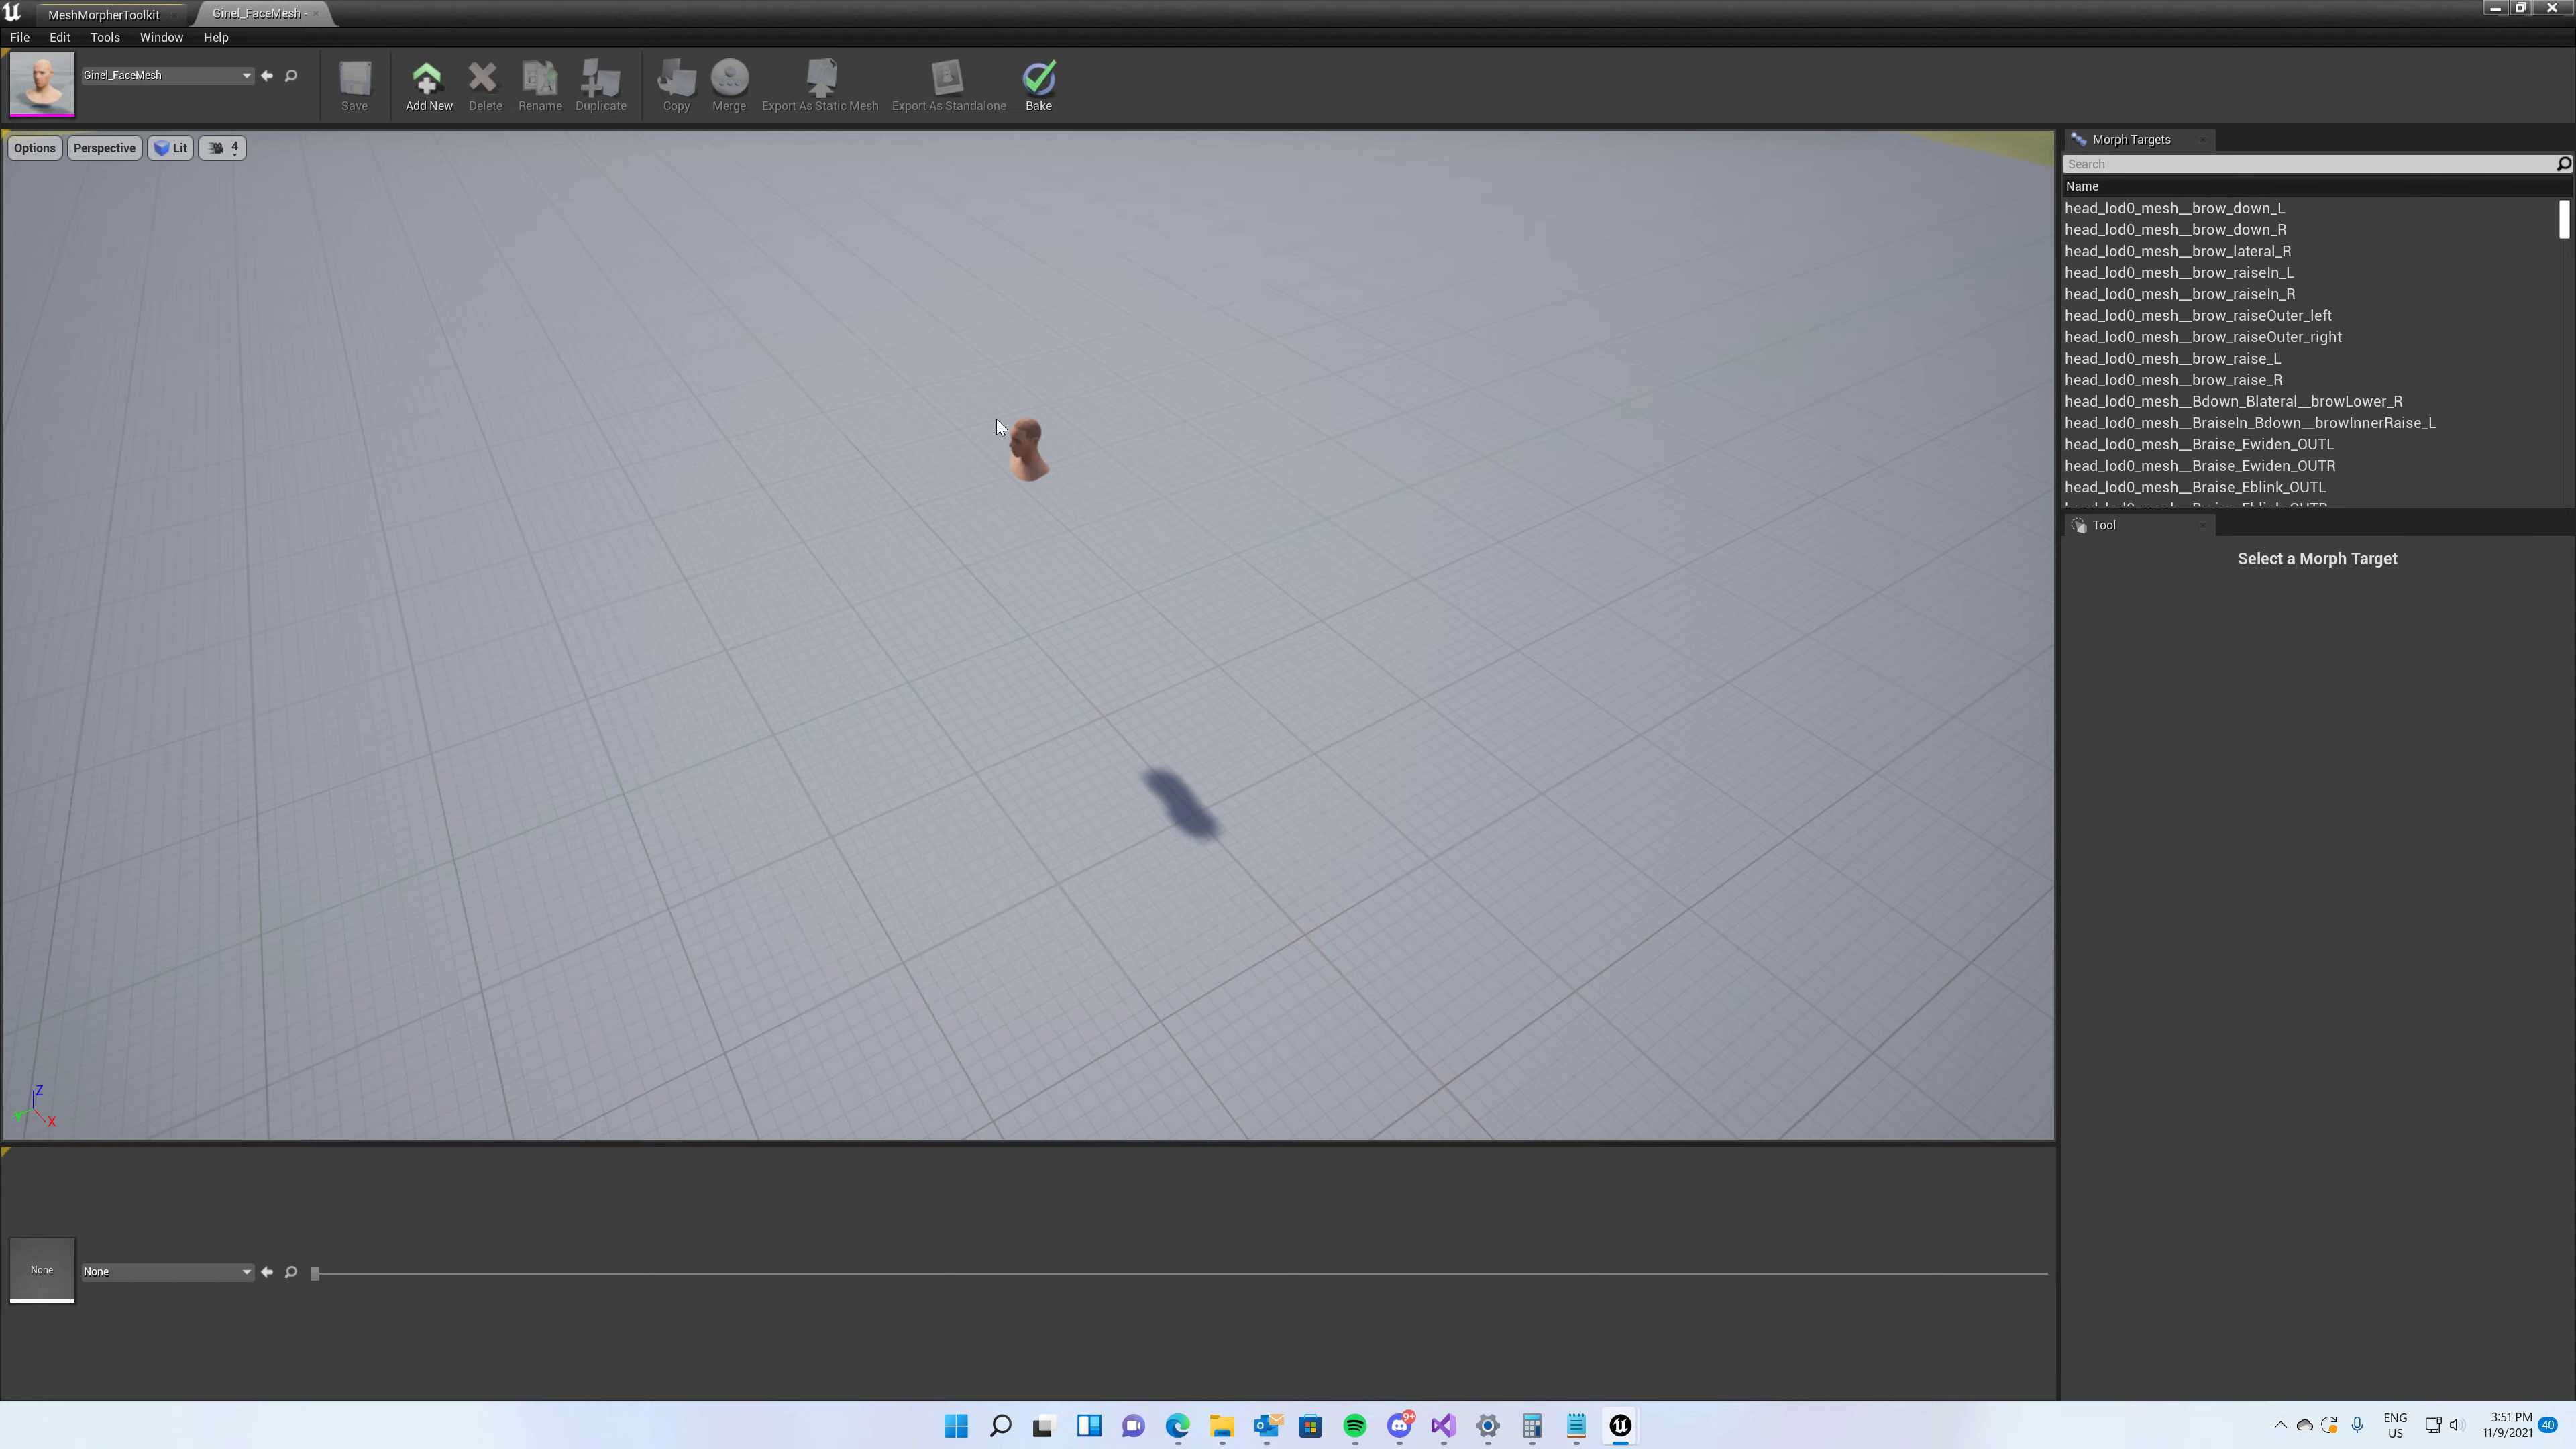 MeshMorpherToolkit
Ginel_FaceMesh -
File Edit Tools Window Help
Ginel_FaceMesh
Save
Add New
Delete
Rename
Duplicate
Copy
Merge
Export As Static Mesh
Export As Standalone
Bake
Options
Perspective
Lit
4
Morph Targets
Search
Name
head_lod0_mesh__brow_down_L
head_lod0_mesh__brow_down_R
head_lod0_mesh__brow_lateral_R
head_lod0_mesh__brow_raiseIn_L
head_lod0_mesh__brow_raiseIn_R
head_lod0_mesh__brow_raiseOuter_left
head_lod0_mesh__brow_raiseOuter_right
head_lod0_mesh__brow_raise_L
head_lod0_mesh__brow_raise_R
head_lod0_mesh__Bdown_Blateral__browLower_R
head_lod0_mesh__BraiseIn_Bdown__browInnerRaise_L
head_lod0_mesh__Braise_Ewiden_OUTL
head_lod0_mesh__Braise_Ewiden_OUTR
head_lod0_mesh__Braise_Eblink_OUTL
Tool
Select a Morph Target
Z
Y
X
None
None
9+
ENG
US
3:51 PM
11/9/2021
40